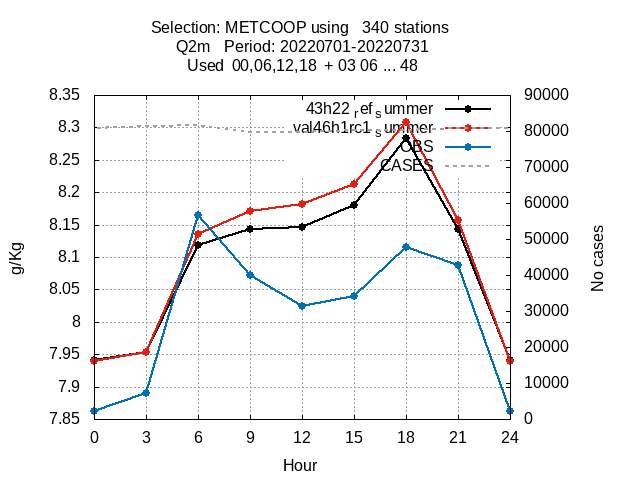 Selection: METCOOP using   340 stations
Q2m   Period: 20220701-20220731
Used  00,06,12,18  + 03 06 ... 48
8.35
8.3
8.25
8.2
8.15
8.1
8.05
8
7.95
7.9
7.85
g/Kg
43h22 ref summer
val46h1rc1 summer
OBS
CASES
90000
80000
70000
60000
50000
40000
30000
20000
10000
0
No cases
0 3 6 9 12 15 18 21 24
Hour